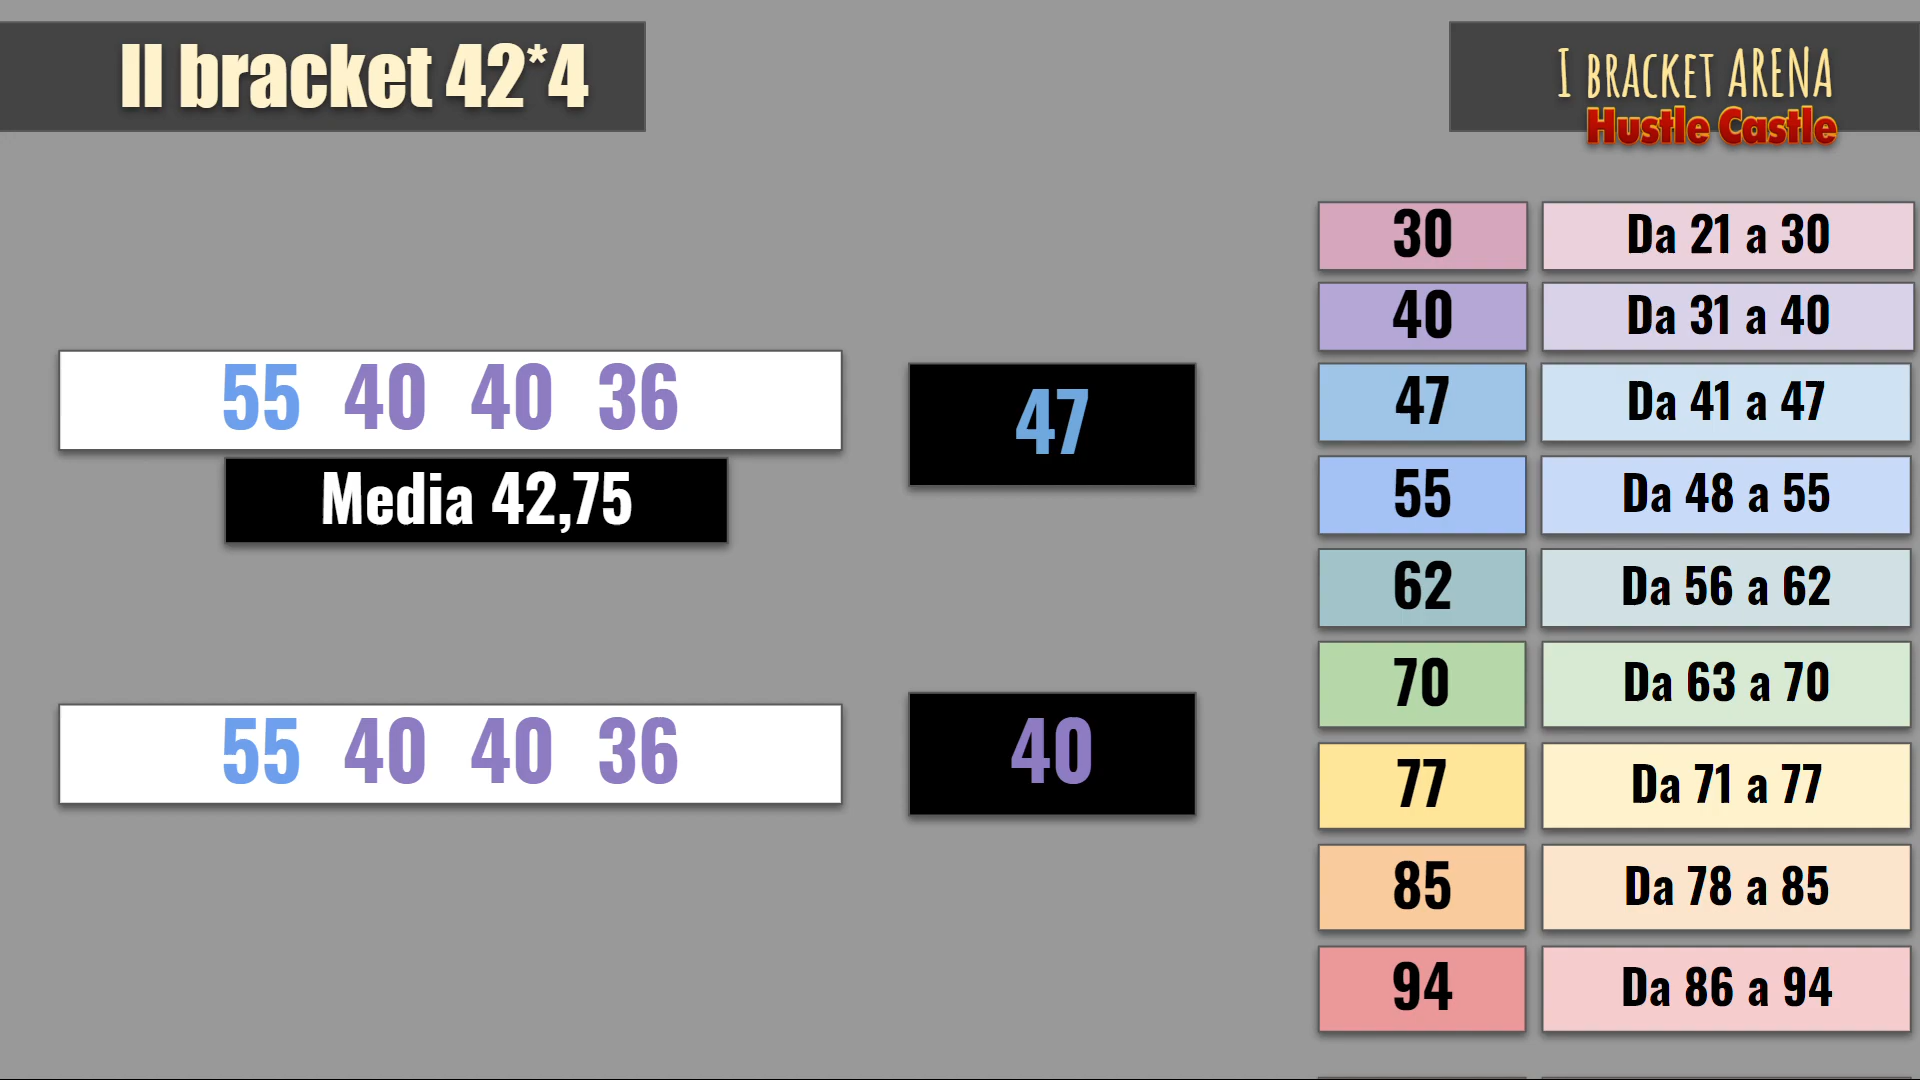 Il bracket 42*4
I BRACKET ARENA
Hustle Castle
55 40 40 36
Media 42,75
47
55 40 40 36
40
30 Da 21 a 30
40 Da 31 a 40
47 Da 41 a 47
55 Da 48 a 55
62 Da 56 a 62
70 Da 63 a 70
77 Da 71 a 77
85 Da 78 a 85
94 Da 86 a 94